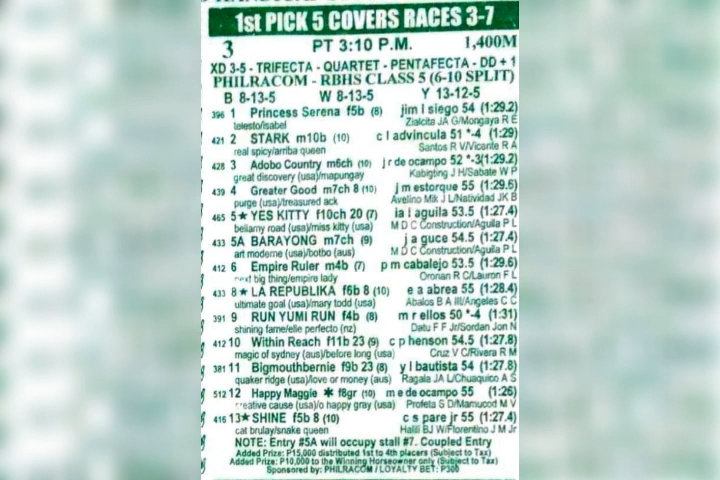 1st PICK 5 COVERS RACES 3-7
3 PT 3:10 P.M. 1,400M
XD 3-5 - TRIFECTA - QUARTET - PENTAFECTA - DD + 1
PHILRACOM - RBHS CLASS 5 (6-10 SPLIT)
B 8-13-5 W 8-13-5 Y 13-12-5
396 1 Princess Serena f5b (8) jim l siego 54 (1:29.2)
telesto/isabel Zialcita JA G/Mongaya R E
421 2 STARK m10b (10) c l advincula 51 *-4 (1:29)
real spicy/arriba queen Santos R V/Vicente R A
428 3 Adobo Country m6ch (10) j r de ocampo 52 *-3(1:29.2)
great discovery (usa)/mapungay Kabigting J H/Sabate W P
439 4 Greater Good m7ch 8 (10) j m estorque 55 (1:29.6)
purge (usa)/treasured ack Avelino Mik J L/Natividad JK B
465 5★ YES KITTY f10ch 20 (7) ia l aguila 53.5 (1:27.4)
bellamy road (usa)/miss kitty (usa) M D C Construction/Aguila P L
433 5A BARAYONG m7ch (9) j a guce 54.5 (1:27.4)
art moderne (usa)/botbo (aus) M D C Construction/Aguila P L
412 6 Empire Ruler m4b (7) p m cabalejo 53.5 (1:29.6)
next big thing/empire lady Oronian R C/Lauron F L
433 8★ LA REPUBLIKA f6b 8 (10) e a abrea 55 (1:28.4)
ultimate goal (usa)/mary todd (usa) Abalos B A III/Angeles C C
391 9 RUN YUMI RUN f4b (8) m r ellos 50 *-4 (1:31)
shining fame/elle perfecto (nz) Datu F F Jr/Sordan Jon N
412 10 Within Reach f11b 23 (9) c p henson 54.5 (1:27.8)
magic of sydney (aus)/before long (usa) Cruz V C/Rivera R M
381 11 Bigmouthbernie f9b 23 (8) y l bautista 54 (1:27.8)
quaker ridge (usa)/love or money (aus) Ragala JA L/Chuaquico A S
512 12 Happy Maggie ✱ f8gr (10) m e de ocampo 55 (1:26)
creative cause (usa)/o happy gray (usa) Profeta S D/Mamucod M V
416 13★ SHINE f5b 8 (10) c s pare jr 55 (1:27.4)
cat brulay/snake queen Halili BJ W/Florentino J M Jr
NOTE: Entry #5A will occupy stall #7. Coupled Entry
Added Prize: P15,000 distributed 1st to 4th placers (Subject to Tax)
Added Prize: P10,000 to the Winning Horseowner only (Subject to Tax)
Sponsored by: PHILRACOM / LOYALTY BET: P300